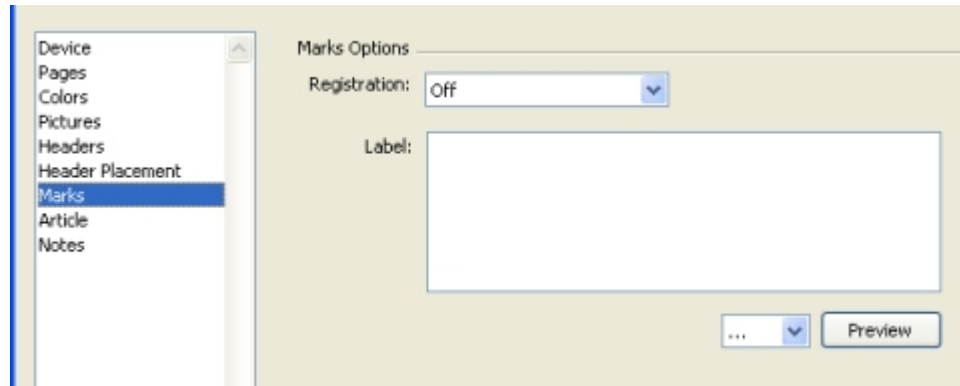 Device
Pages
Colors
Pictures
Headers
Header Placement
Marks
Article
Notes
Marks Options
Registration: Off
Label:
... Preview